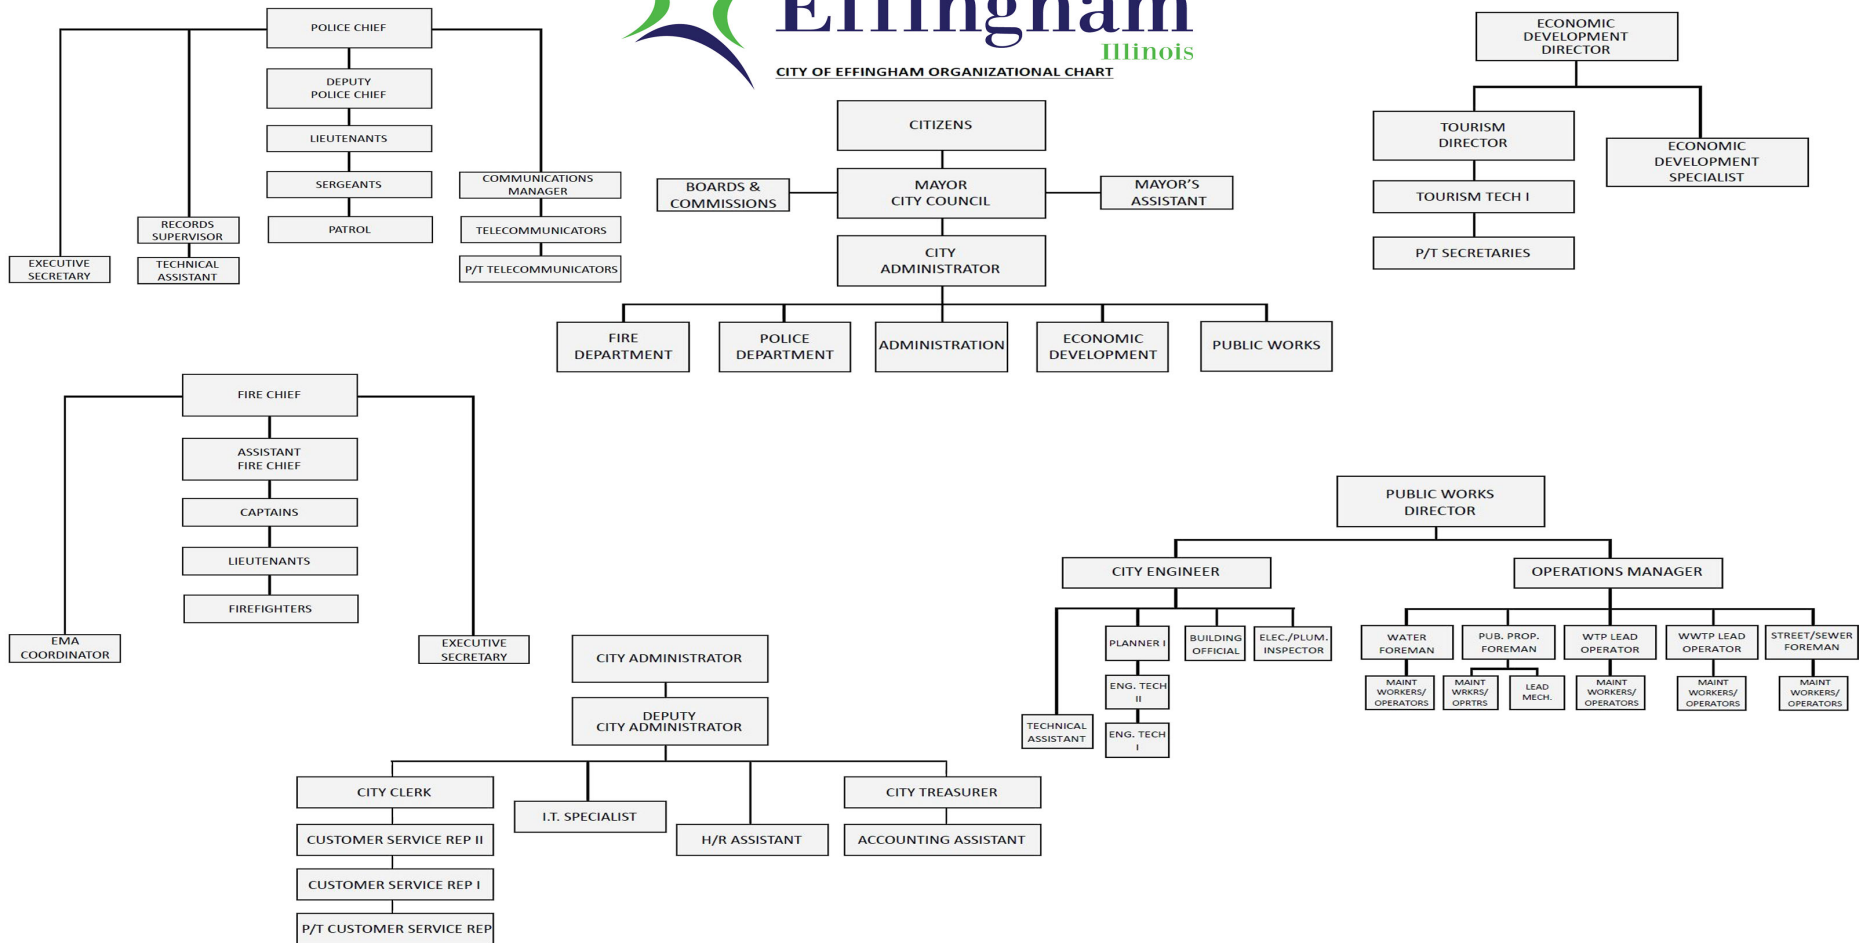 Effingham
Illinois
CITY OF EFFINGHAM ORGANIZATIONAL CHART
POLICE CHIEF
DEPUTY
POLICE CHIEF
LIEUTENANTS
SERGEANTS
PATROL
COMMUNICATIONS
MANAGER
TELECOMMUNICATORS
P/T TELECOMMUNICATORS
RECORDS
SUPERVISOR
TECHNICAL
ASSISTANT
EXECUTIVE
SECRETARY
CITIZENS
BOARDS &
COMMISSIONS
MAYOR
CITY COUNCIL
MAYOR'S
ASSISTANT
CITY
ADMINISTRATOR
FIRE
DEPARTMENT
POLICE
DEPARTMENT
ADMINISTRATION
ECONOMIC
DEVELOPMENT
PUBLIC WORKS
ECONOMIC
DEVELOPMENT
DIRECTOR
TOURISM
DIRECTOR
ECONOMIC
DEVELOPMENT
SPECIALIST
TOURISM TECH I
P/T SECRETARIES
FIRE CHIEF
ASSISTANT
FIRE CHIEF
CAPTAINS
LIEUTENANTS
FIREFIGHTERS
EMA
COORDINATOR
EXECUTIVE
SECRETARY
CITY ADMINISTRATOR
DEPUTY
CITY ADMINISTRATOR
CITY CLERK
I.T. SPECIALIST
H/R ASSISTANT
CITY TREASURER
CUSTOMER SERVICE REP II
ACCOUNTING ASSISTANT
CUSTOMER SERVICE REP I
P/T CUSTOMER SERVICE REP
PUBLIC WORKS
DIRECTOR
CITY ENGINEER
OPERATIONS MANAGER
PLANNER I
BUILDING
OFFICIAL
ELEC./PLUM.
INSPECTOR
ENG. TECH
II
TECHNICAL
ASSISTANT
ENG. TECH
I
WATER
FOREMAN
PUB. PROP.
FOREMAN
WTP LEAD
OPERATOR
WWTP LEAD
OPERATOR
STREET/SEWER
FOREMAN
MAINT
WORKERS/
OPERATORS
MAINT
WRKRS/
OPRTRS
LEAD
MECH.
MAINT
WORKERS/
OPERATORS
MAINT
WORKERS/
OPERATORS
MAINT
WORKERS/
OPERATORS